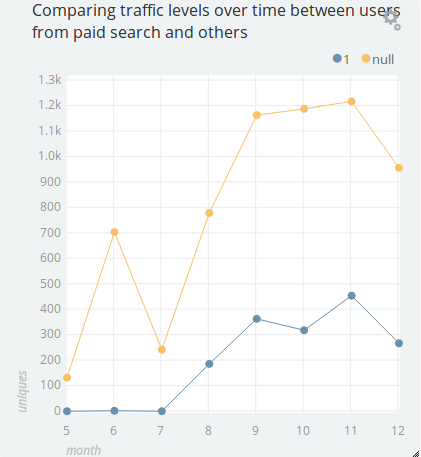 Comparing traffic levels over time between users
from paid search and others
1 null
1.3k
1.2k
1.1k
1.0k
900
800
700
600
500
400
300
200
100
0
uniques
5 6 7 8 9 10 11 12
month